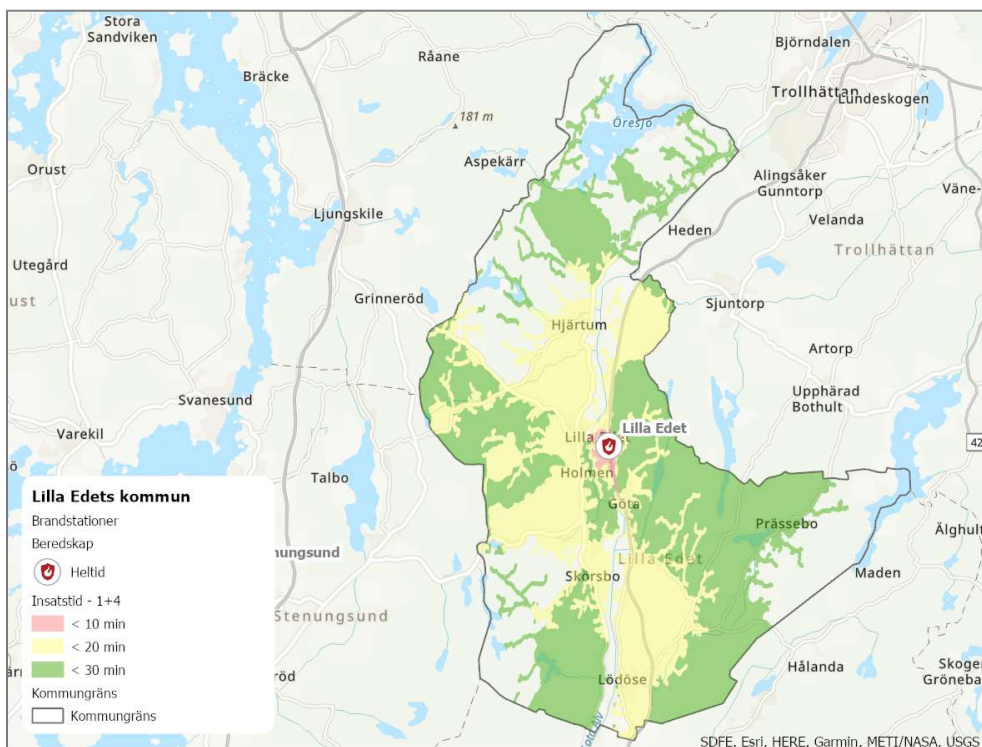 Stora
Sandviken
Råane
Björndalen
Bräcke
Trollhättan
Lundeskogen
181 m
Öresjö
Aspekärr
Orust
Alingsåker
Gunntorp
Väne-
Ljungskile
Velanda
Heden
Trollhättan
Utegård
ust
Grinneröd
Sjuntorp
Hjärtum
Artorp
Upphärad
Bothult
Svanesund
Lilla Edet
Varekil
Lilla Edet
42
Holmen
Talbo
Göta
Prässebo
Älghult
nungsund
Lilla Edet
Skörsbo
Maden
Stenungsund
Hålanda
Skoger
Gröneba
röd
Lödöse
Lilla Edets kommun
Brandstationer
Beredskap
Heltid
Insatstid - 1+4
< 10 min
< 20 min
< 30 min
Kommungräns
Kommungräns
SDFE, Esri, HERE, Garmin, METI/NASA, USGS